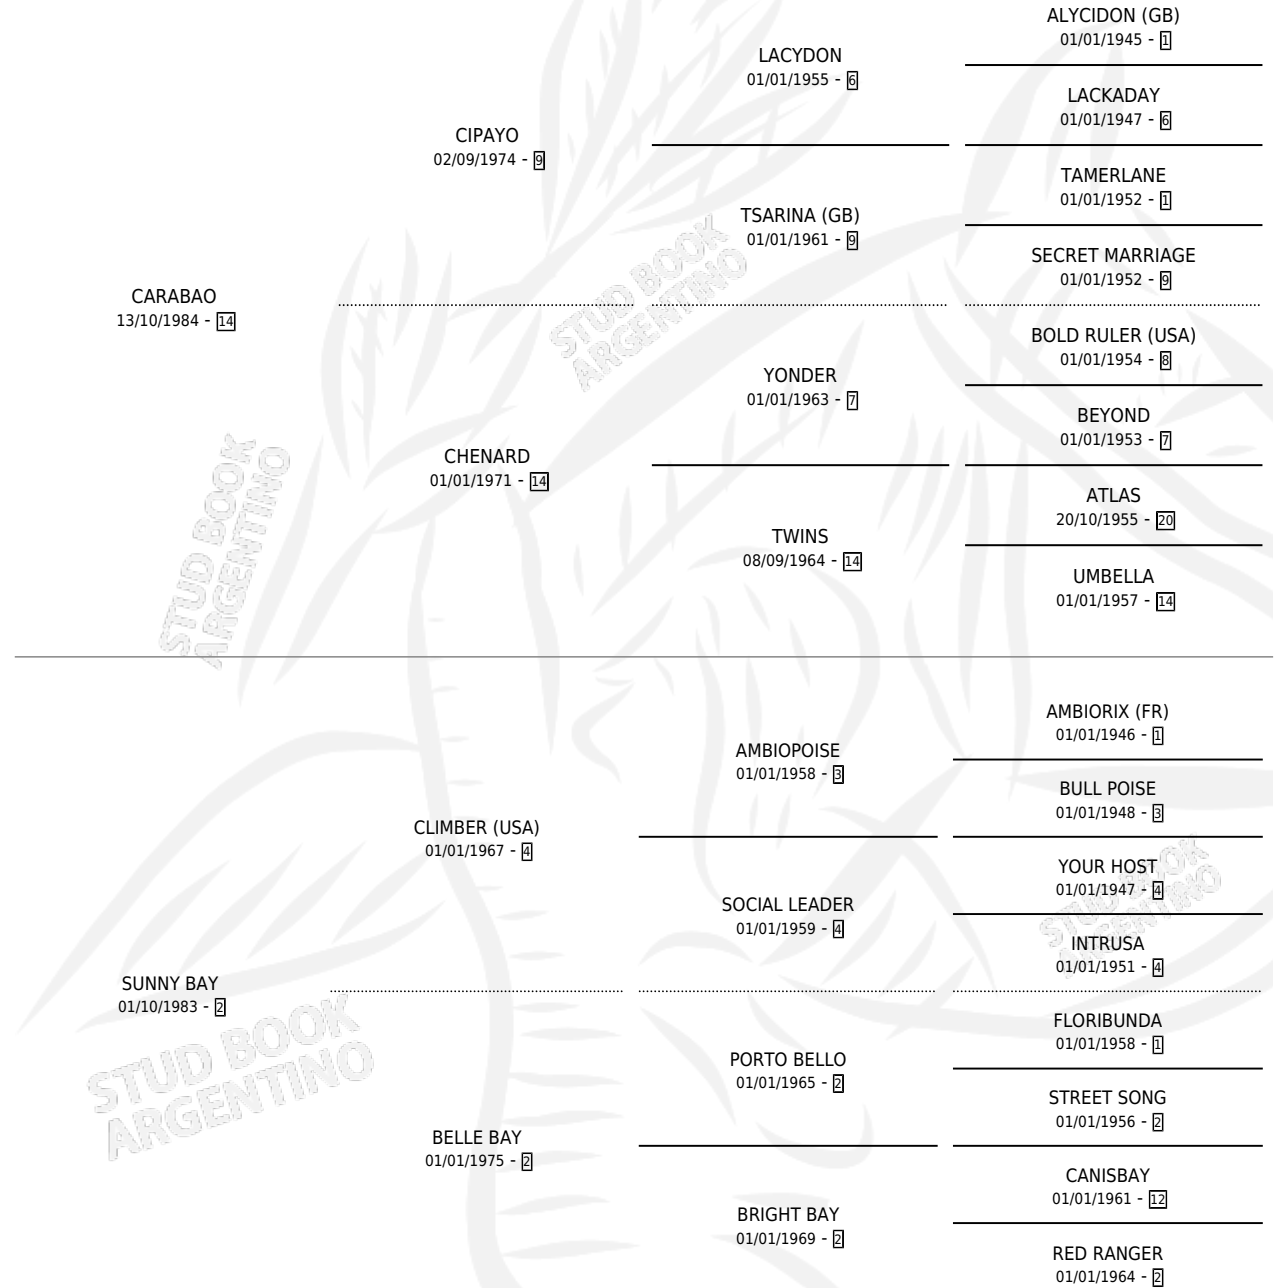 ALYCIDON (GB)
01/01/1945 - 1
LACYDON
01/01/1955 - 6
LACKADAY
01/01/1947 - 6
CIPAYO
02/09/1974 - 9
TAMERLANE
01/01/1952 - 1
TSARINA (GB)
01/01/1961 - 9
SECRET MARRIAGE
01/01/1952 - 9
CARABAO
13/10/1984 - 14
STUD BOOK
ARGENTINO
BOLD RULER (USA)
01/01/1954 - 8
YONDER
01/01/1963 - 7
BEYOND
01/01/1953 - 7
CHENARD
01/01/1971 - 14
ATLAS
20/10/1955 - 20
TWINS
08/09/1964 - 14
UMBELLA
01/01/1957 - 14
STUD BOOK
ARGENTINO
AMBIORIX (FR)
01/01/1946 - 1
AMBIOPOISE
01/01/1958 - 3
BULL POISE
01/01/1948 - 3
CLIMBER (USA)
01/01/1967 - 4
YOUR HOST
01/01/1947 - 4
SOCIAL LEADER
01/01/1959 - 4
STUD BOOK
ARGENTINO
INTRUSA
01/01/1951 - 4
SUNNY BAY
01/10/1983 - 2
FLORIBUNDA
01/01/1958 - 1
PORTO BELLO
01/01/1965 - 2
STREET SONG
01/01/1956 - 2
STUD BOOK
ARGENTINO
BELLE BAY
01/01/1975 - 2
CANISBAY
01/01/1961 - 12
BRIGHT BAY
01/01/1969 - 2
RED RANGER
01/01/1964 - 2